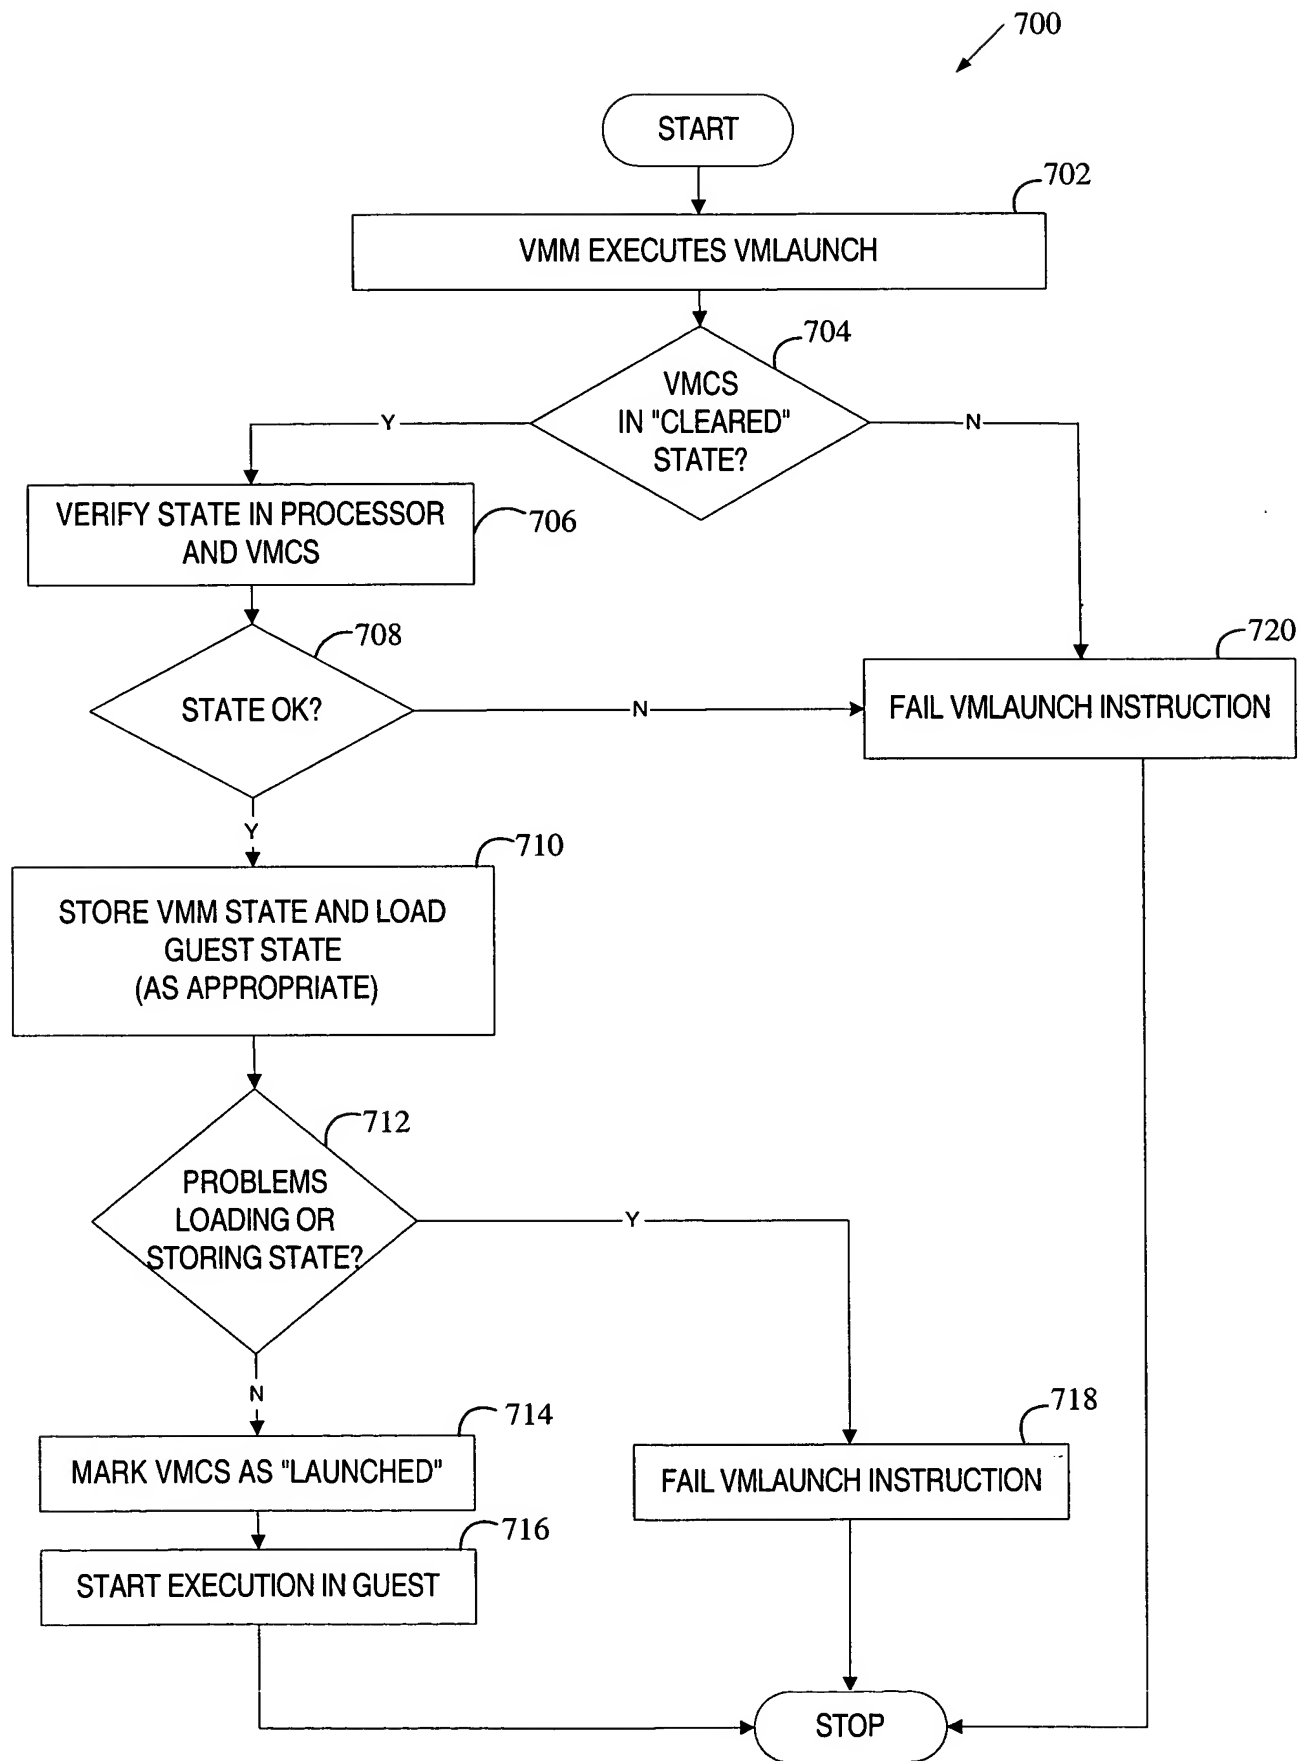 700
START
702
VMM EXECUTES VMLAUNCH
704
VMCS
IN "CLEARED"
STATE?
Y
N
VERIFY STATE IN PROCESSOR
AND VMCS
706
708
STATE OK?
N
720
FAIL VMLAUNCH INSTRUCTION
Y
710
STORE VMM STATE AND LOAD
GUEST STATE
(AS APPROPRIATE)
712
PROBLEMS
LOADING OR
STORING STATE?
Y
N
714
MARK VMCS AS "LAUNCHED"
718
FAIL VMLAUNCH INSTRUCTION
716
START EXECUTION IN GUEST
STOP